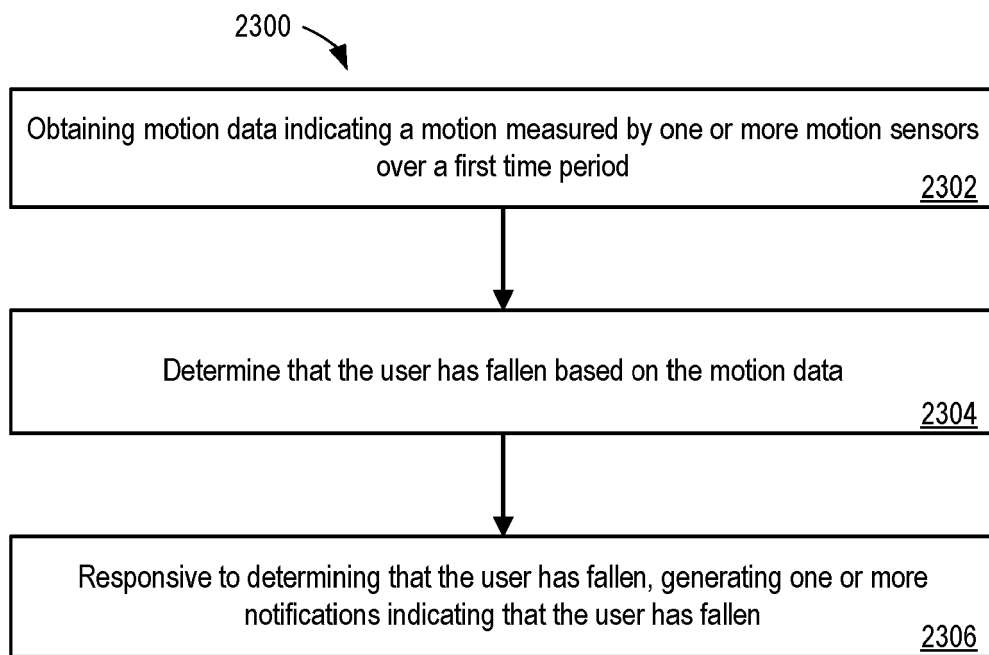 2300
Obtaining motion data indicating a motion measured by one or more motion sensors
over a first time period
2302
Determine that the user has fallen based on the motion data
2304
Responsive to determining that the user has fallen, generating one or more
notifications indicating that the user has fallen
2306